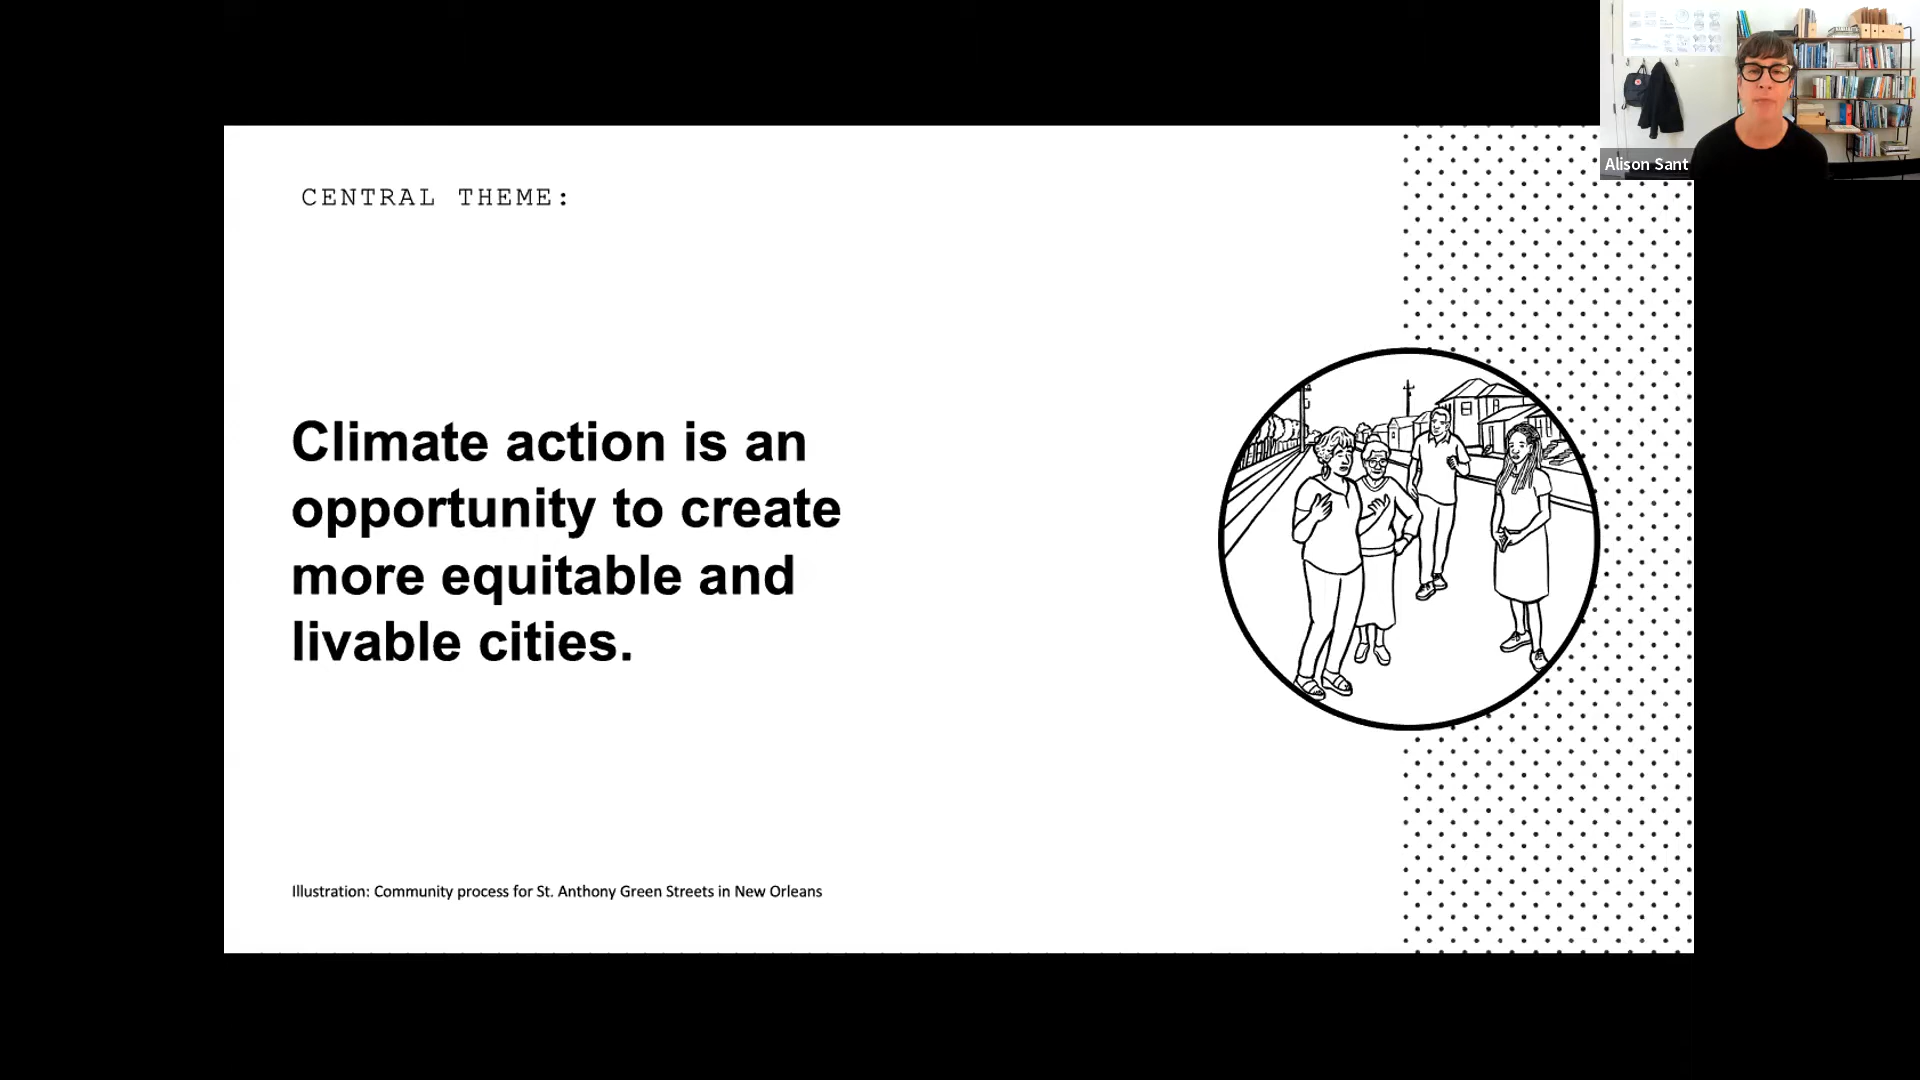 Alison Sant
CENTRAL THEME:
Climate action is an
opportunity to create
more equitable and
livable cities.
Illustration: Community process for St. Anthony Green Streets in New Orleans